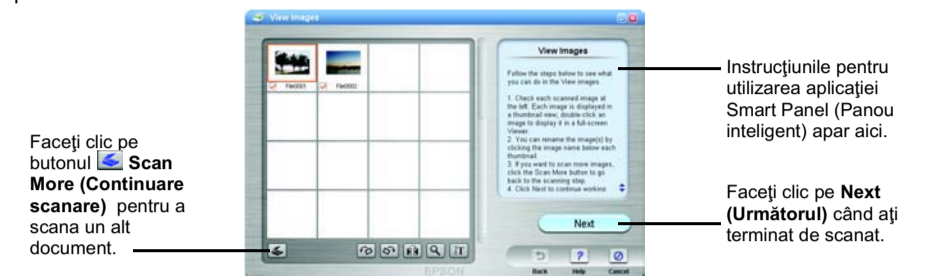 View Images
File0001 File0002
View Images
Follow the steps below to see what
you can do in the View images.
1. Check each scanned image at
the left. Each image is displayed in
a thumbnail view; double-click an
image to display it in a full-screen
Viewer.
2. You can rename the image(s) by
clicking the image name below each
thumbnail.
3. If you want to scan more images,
click the Scan More button to go
back to the scanning step.
4. Click Next to continue working
Next
Back Help Cancel
EPSON
Faceţi clic pe
butonul Scan
More (Continuare
scanare) pentru a
scana un alt
document.
Instrucţiunile pentru
utilizarea aplicaţiei
Smart Panel (Panou
inteligent) apar aici.
Faceţi clic pe Next
(Următorul) când aţi
terminat de scanat.